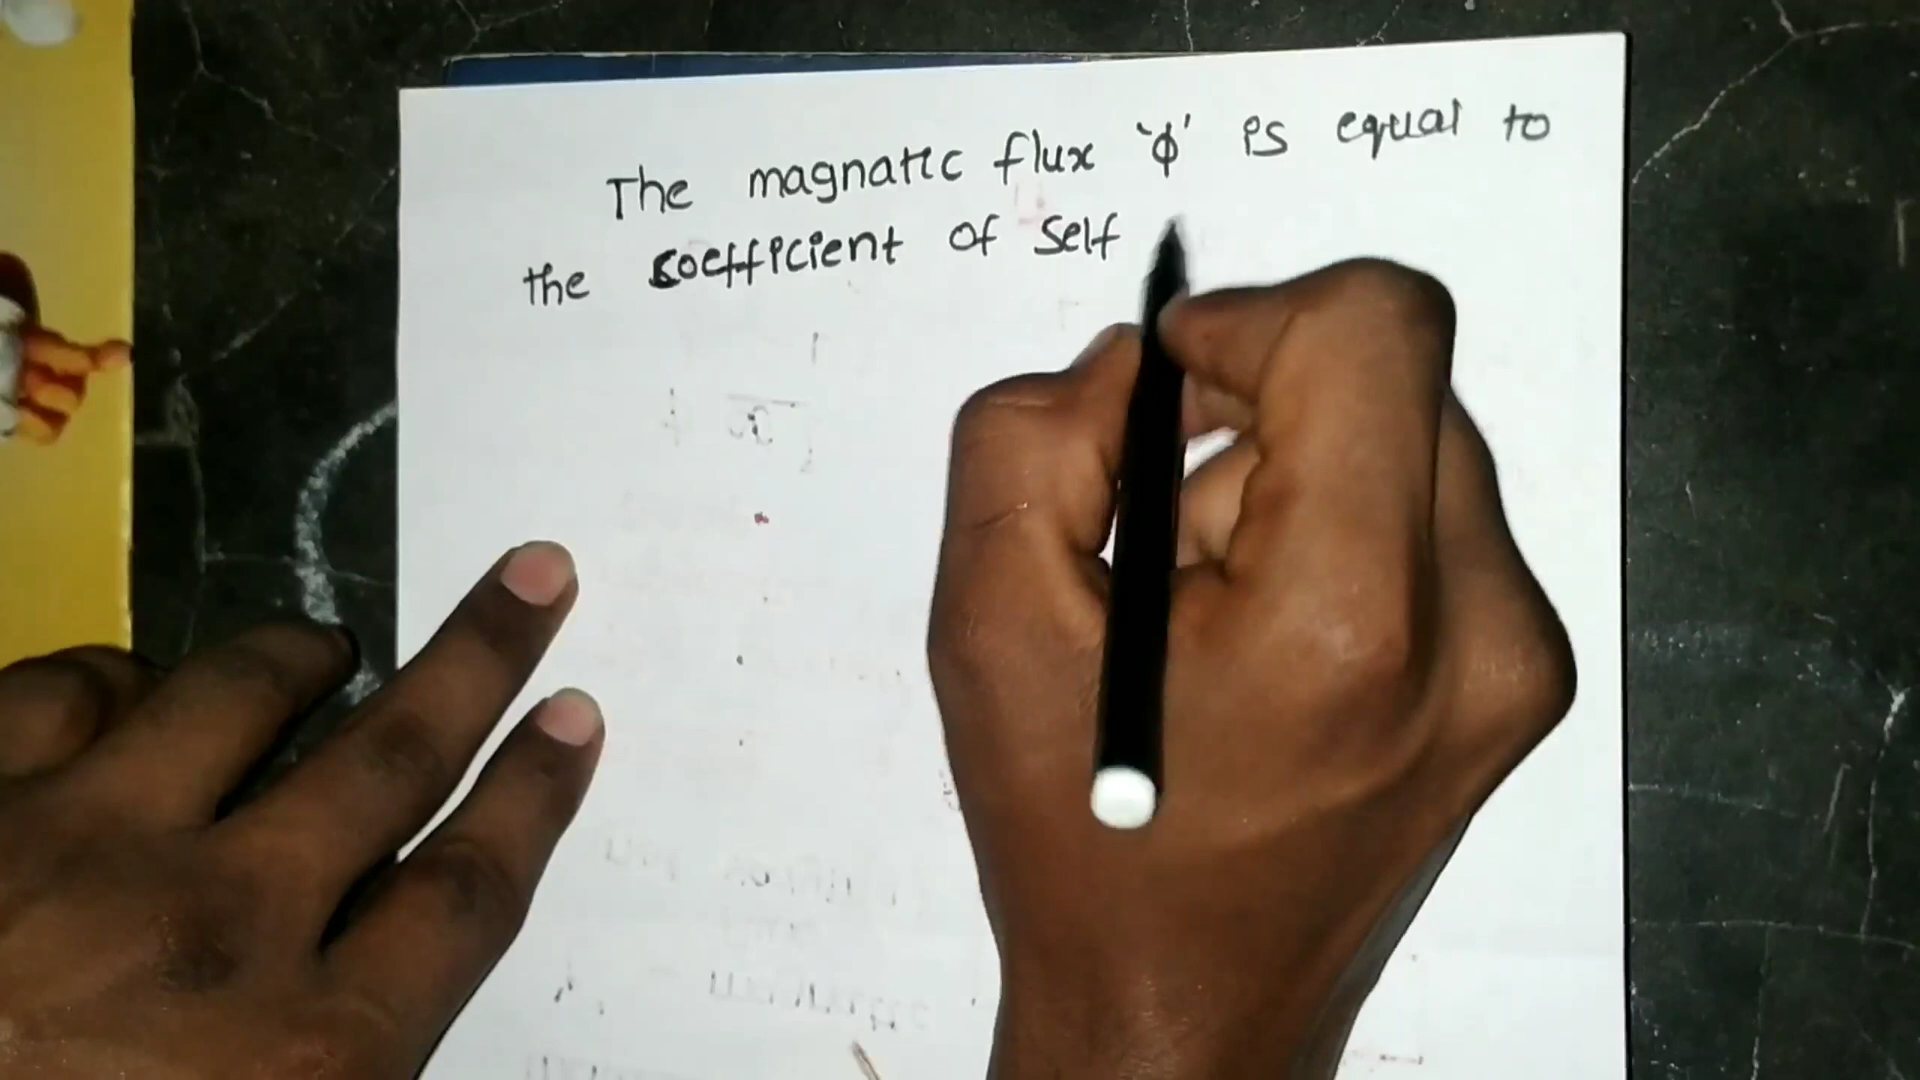 The magnatic flux 'ϕ' is equal to
the coefficient of self